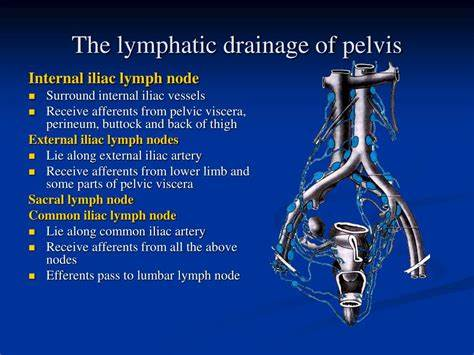 The lymphatic drainage of pelvis
Internal iliac lymph node
Surround internal iliac vessels
Receive afferents from pelvic viscera,
perineum, buttock and back of thigh
External iliac lymph nodes
Lie along external iliac artery
Receive afferents from lower limb and
some parts of pelvic viscera
Sacral lymph node
Common iliac lymph node
Lie along common iliac artery
Receive afferents from all the above
nodes
Efferents pass to lumbar lymph node